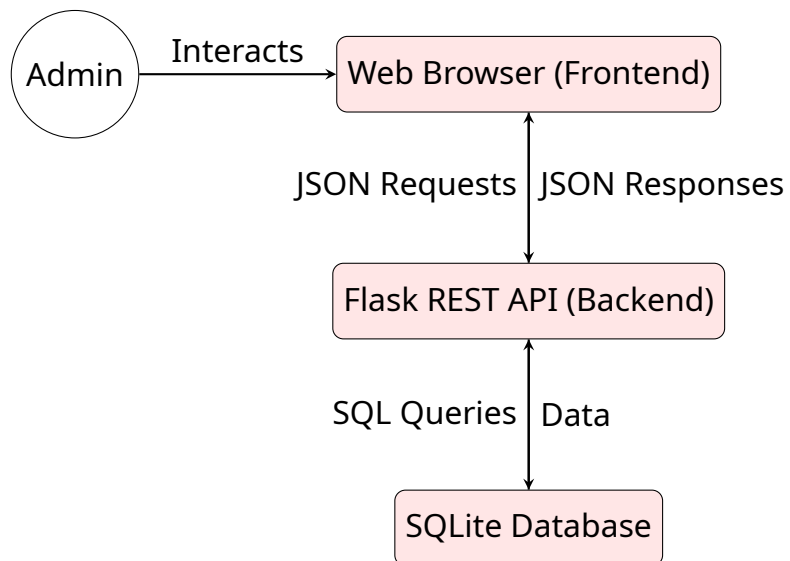 Admin
Interacts
Web Browser (Frontend)
JSON Requests
JSON Responses
Flask REST API (Backend)
SQL Queries
Data
SQLite Database